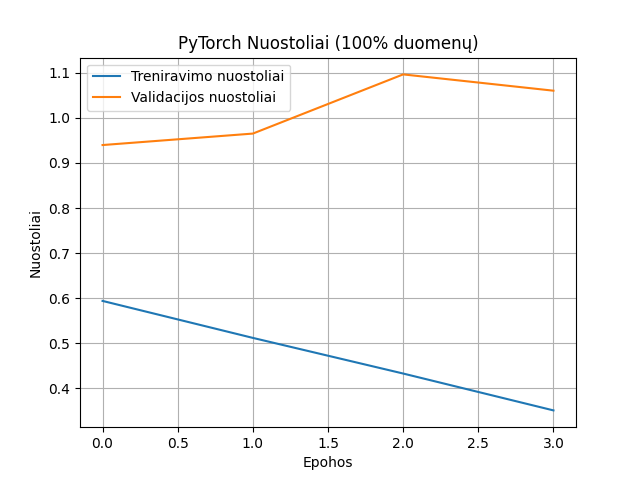 PyTorch Nuostoliai (100% duomenų)
Treniravimo nuostoliai
Validacijos nuostoliai
1.1
1.0
0.9
0.8
0.7
0.6
0.5
0.4
Nuostoliai
0.0 0.5 1.0 1.5 2.0 2.5 3.0
Epohos